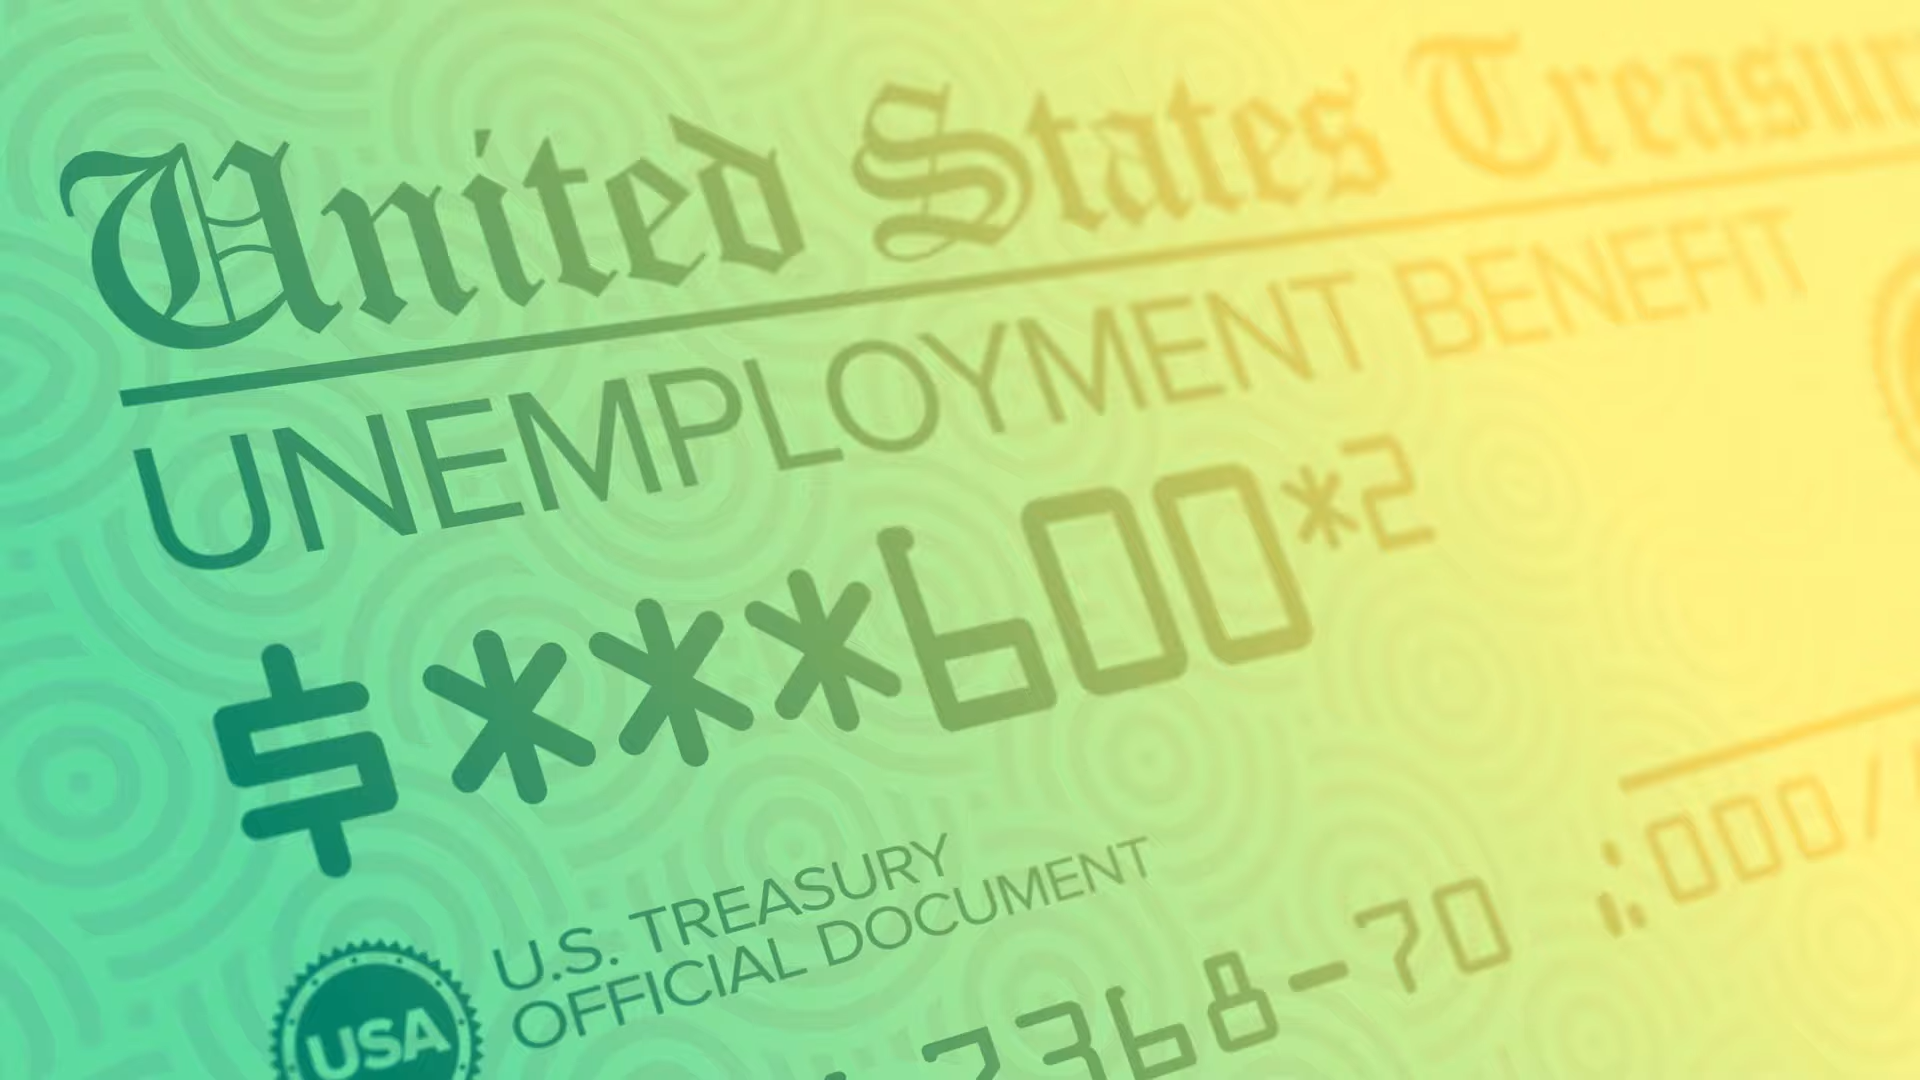 United States Treasur
UNEMPLOYMENT BENEFIT
$***600*2
U.S. TREASURY
OFFICIAL DOCUMENT
USA
2368-70 ⑆000/